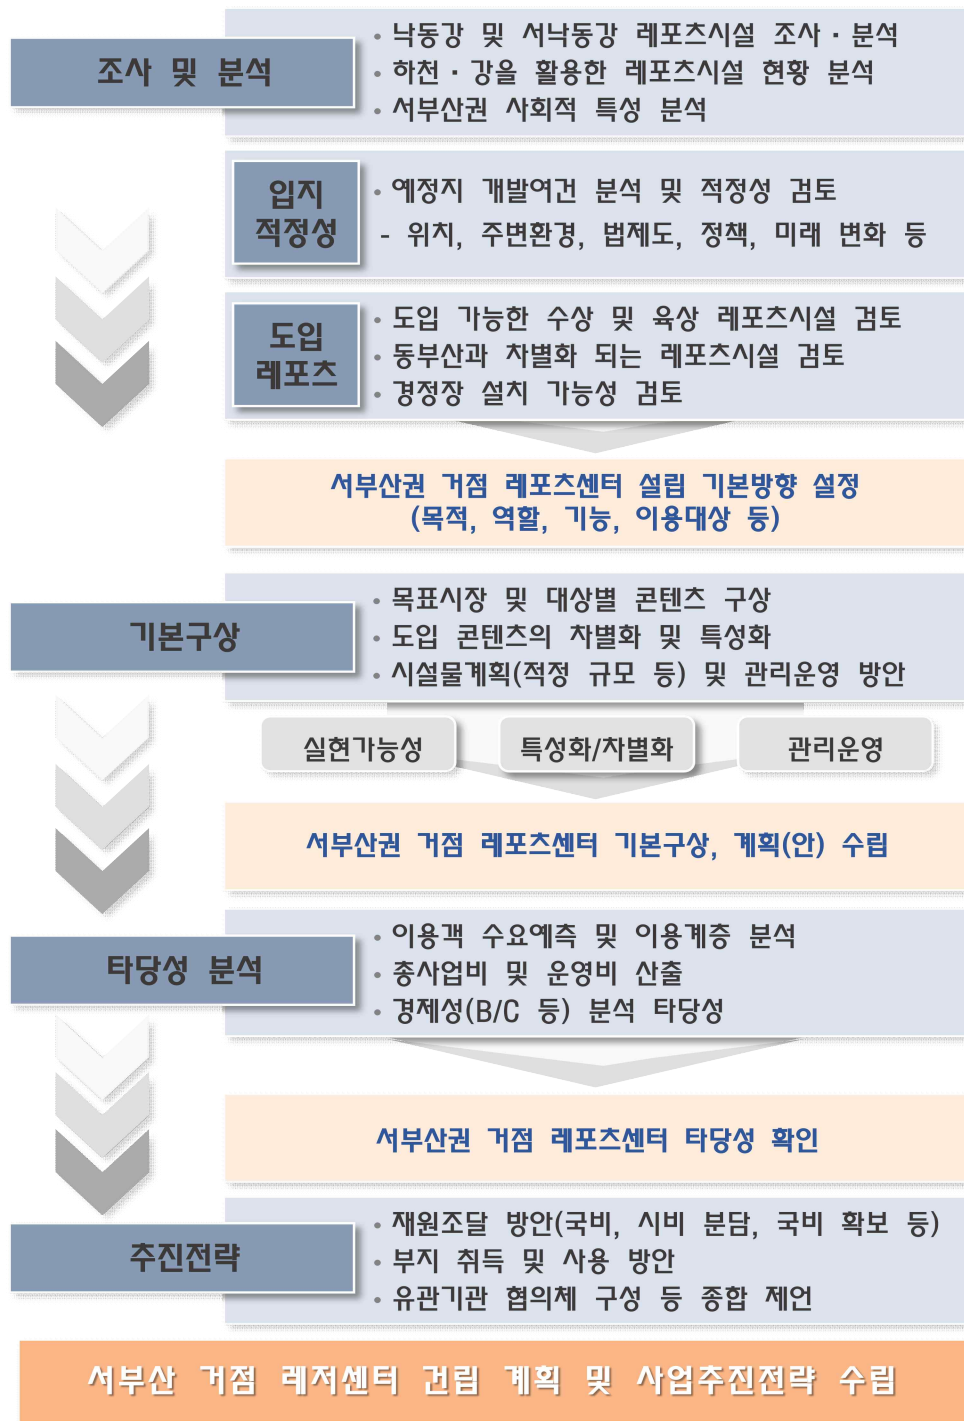 조사 및 분석
• 낙동강 및 서낙동강 레포츠시설 조사 · 분석
• 하천 · 강을 활용한 레포츠시설 현황 분석
• 서부산권 사회적 특성 분석
입지
적정성
• 예정지 개발여건 분석 및 적정성 검토
- 위치, 주변환경, 법제도, 정책, 미래 변화 등
도입
레포츠
• 도입 가능한 수상 및 육상 레포츠시설 검토
• 동부산과 차별화 되는 레포츠시설 검토
• 경정장 설치 가능성 검토
서부산권 거점 레포츠센터 설립 기본방향 설정
(목적, 역할, 기능, 이용대상 등)
기본구상
• 목표시장 및 대상별 콘텐츠 구상
• 도입 콘텐츠의 차별화 및 특성화
• 시설물계획(적정 규모 등) 및 관리운영 방안
실현가능성 특성화/차별화 관리운영
서부산권 거점 레포츠센터 기본구상, 계획(안) 수립
타당성 분석
• 이용객 수요예측 및 이용계층 분석
• 총사업비 및 운영비 산출
• 경제성(B/C 등) 분석 타당성
서부산권 거점 레포츠센터 타당성 확인
추진전략
• 재원조달 방안(국비, 시비 분담, 국비 확보 등)
• 부지 취득 및 사용 방안
• 유관기관 협의체 구성 등 종합 제언
서부산 거점 레저센터 건립 계획 및 사업추진전략 수립